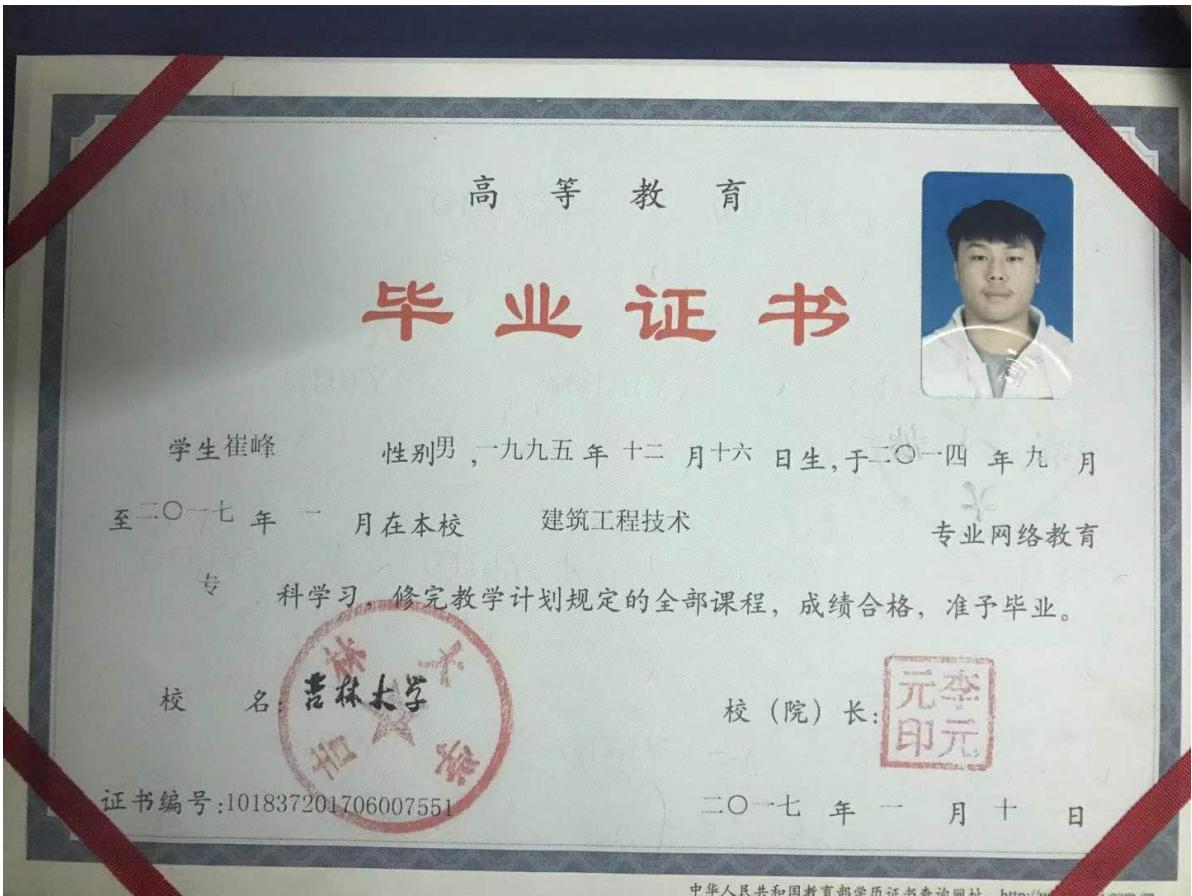 高等教育
毕业证书
学生崔峰 性别男,一九九五年十二月十六日生,于二〇一四年九月
至二〇一七年一月在本校 建筑工程技术 专业网络教育
专科学习,修完教学计划规定的全部课程,成绩合格,准予毕业。
校名:吉林大学 校(院)长:
吉林大学
李元元印
证书编号:101837201706007551 二〇一七年一月十日
中华人民共和国教育部学历证书查询网址